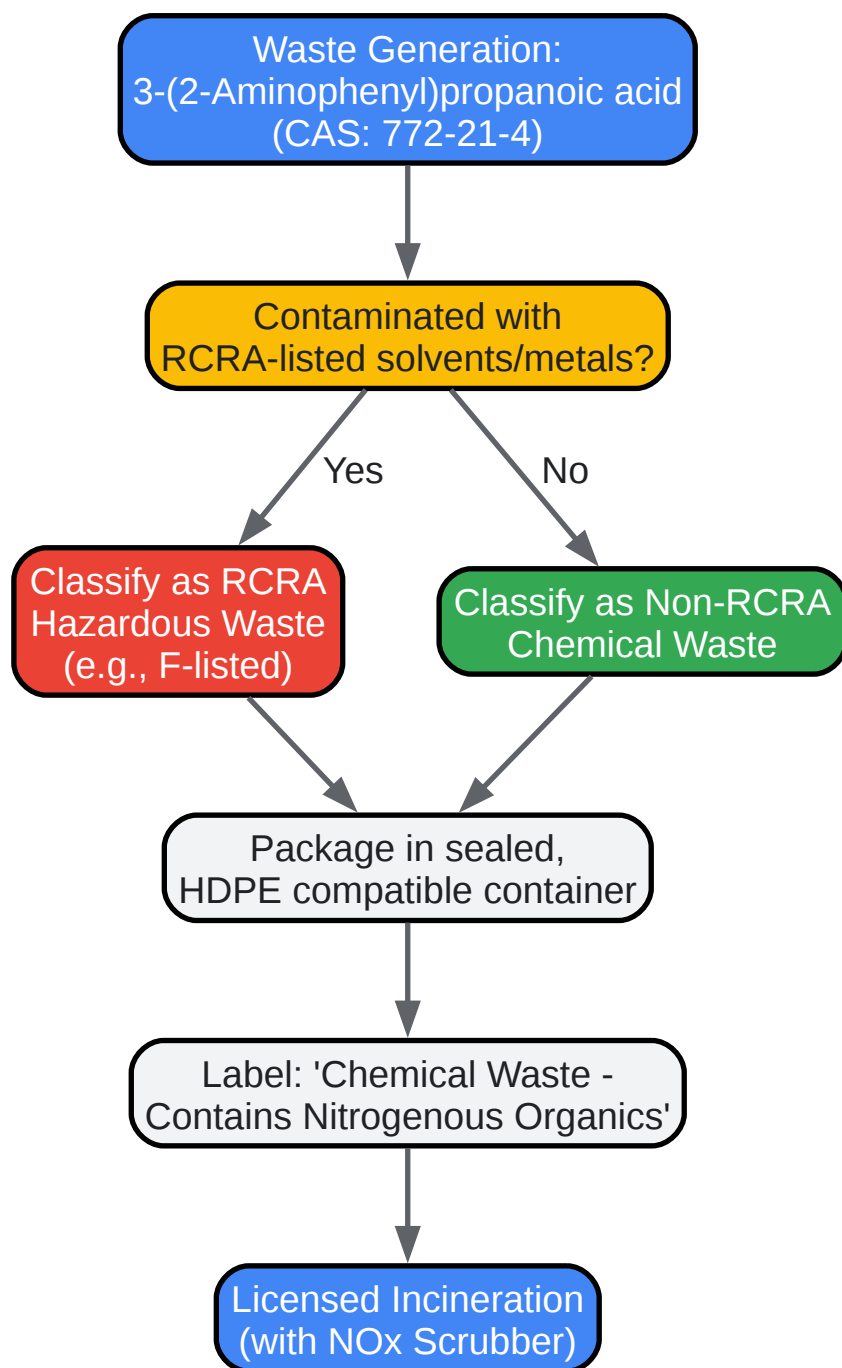 Waste Generation:
3-(2-Aminophenyl)propanoic acid
(CAS: 772-21-4)
Contaminated with
RCRA-listed solvents/metals?
Yes
No
Classify as RCRA
Hazardous Waste
(e.g., F-listed)
Classify as Non-RCRA
Chemical Waste
Package in sealed,
HDPE compatible container
Label: 'Chemical Waste -
Contains Nitrogenous Organics'
Licensed Incineration
(with NOx Scrubber)